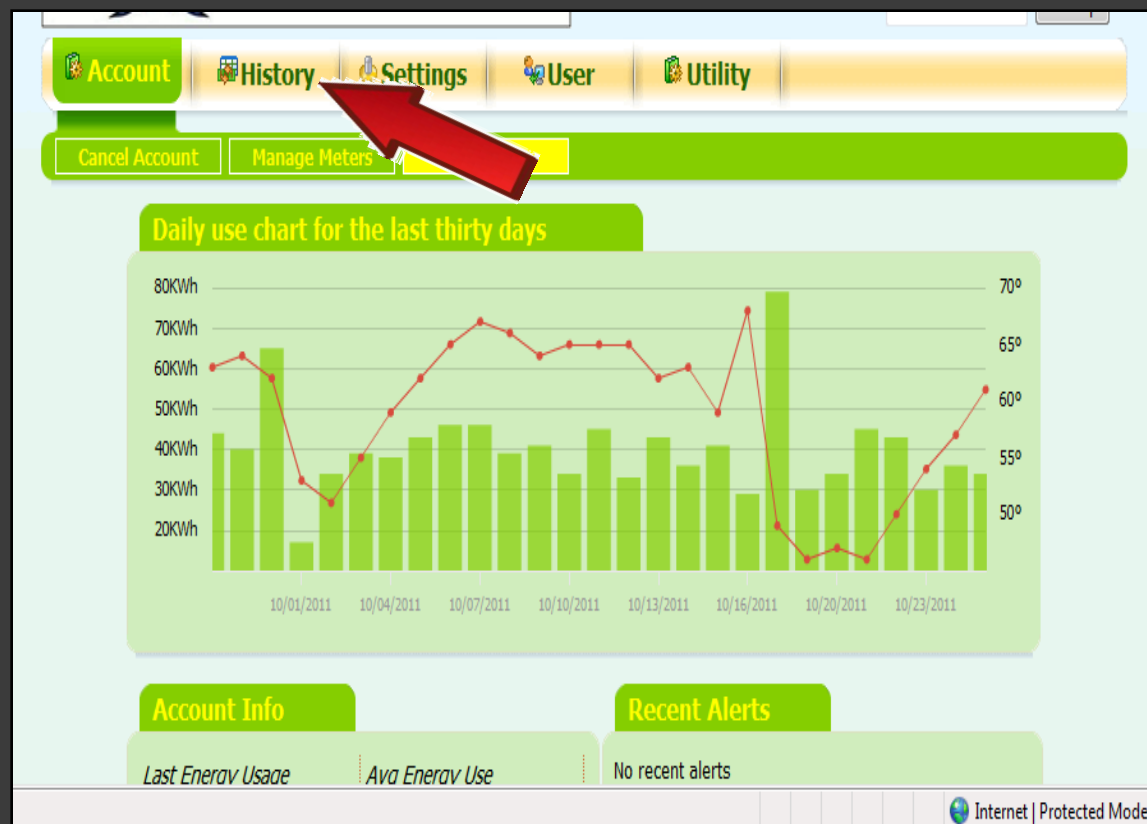 Account History Settings User Utility
Cancel Account Manage Meters
Daily use chart for the last thirty days
80KWh 70º
70KWh
65º
60KWh
60º
50KWh
40KWh
55º
30KWh
50º
20KWh
10/01/2011 10/04/2011 10/07/2011 10/10/2011 10/13/2011 10/16/2011 10/20/2011 10/23/2011
Account Info Recent Alerts
Last Energy Usage Avg Energy Use No recent alerts
Internet | Protected Mode